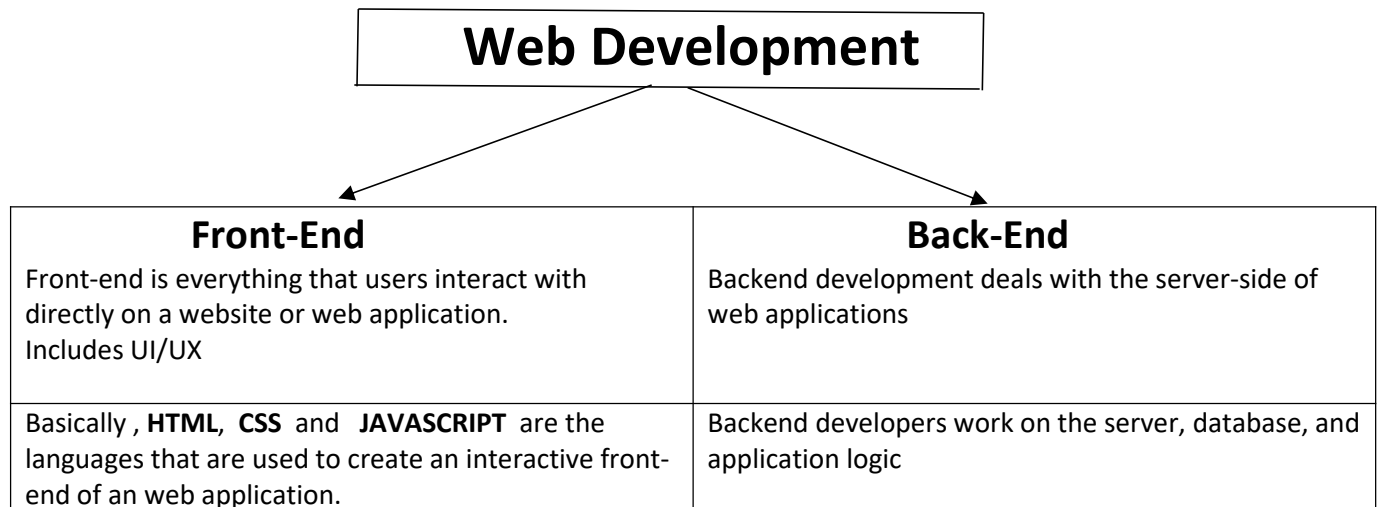 Web Development
Front-End
Front-end is everything that users interact with
directly on a website or web application.
Includes UI/UX
Back-End
Backend development deals with the server-side of
web applications
Basically , HTML, CSS and JAVASCRIPT are the
languages that are used to create an interactive front-
end of an web application.
Backend developers work on the server, database, and
application logic